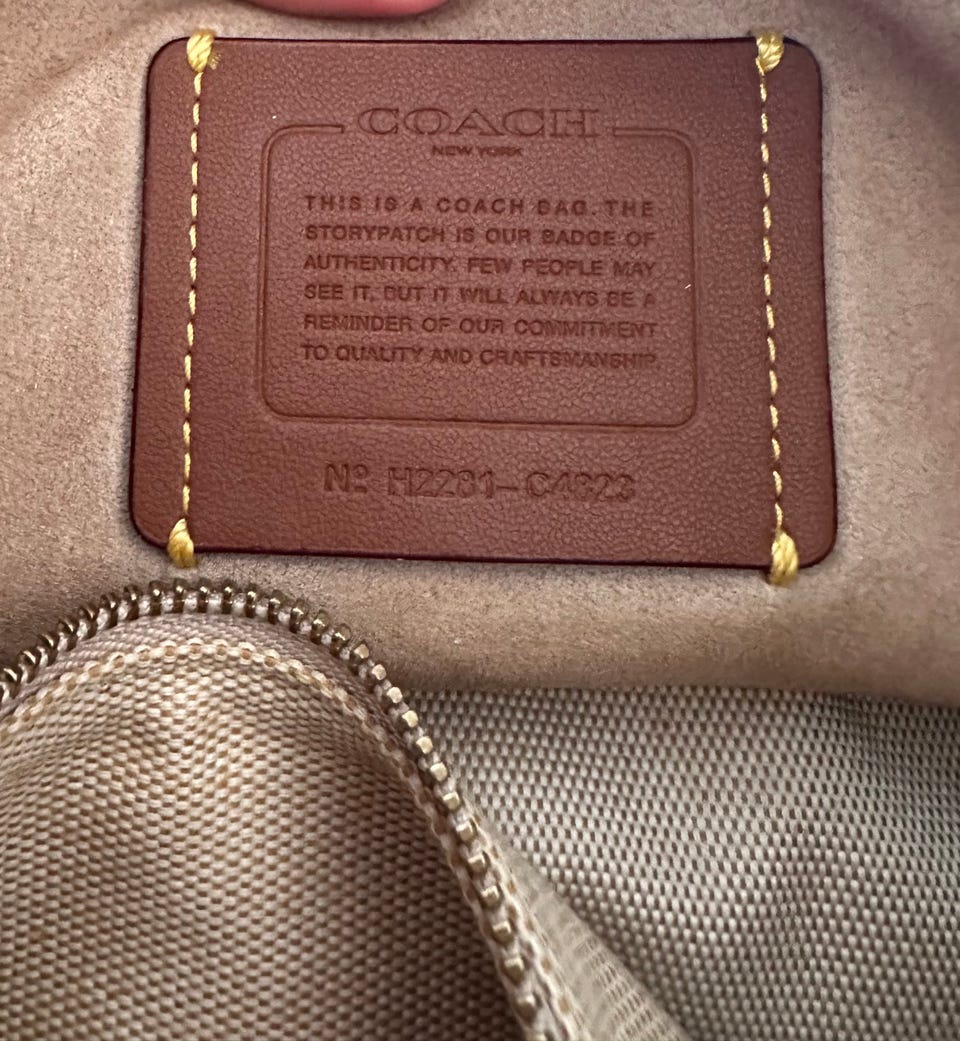 COACH
NEW YORK
THIS IS A COACH BAG. THE
STORYPATCH IS OUR BADGE OF
AUTHENTICITY. FEW PEOPLE MAY
SEE IT, BUT IT WILL ALWAYS BE A
REMINDER OF OUR COMMITMENT
TO QUALITY AND CRAFTSMANSHIP
Nº H2281-C4823